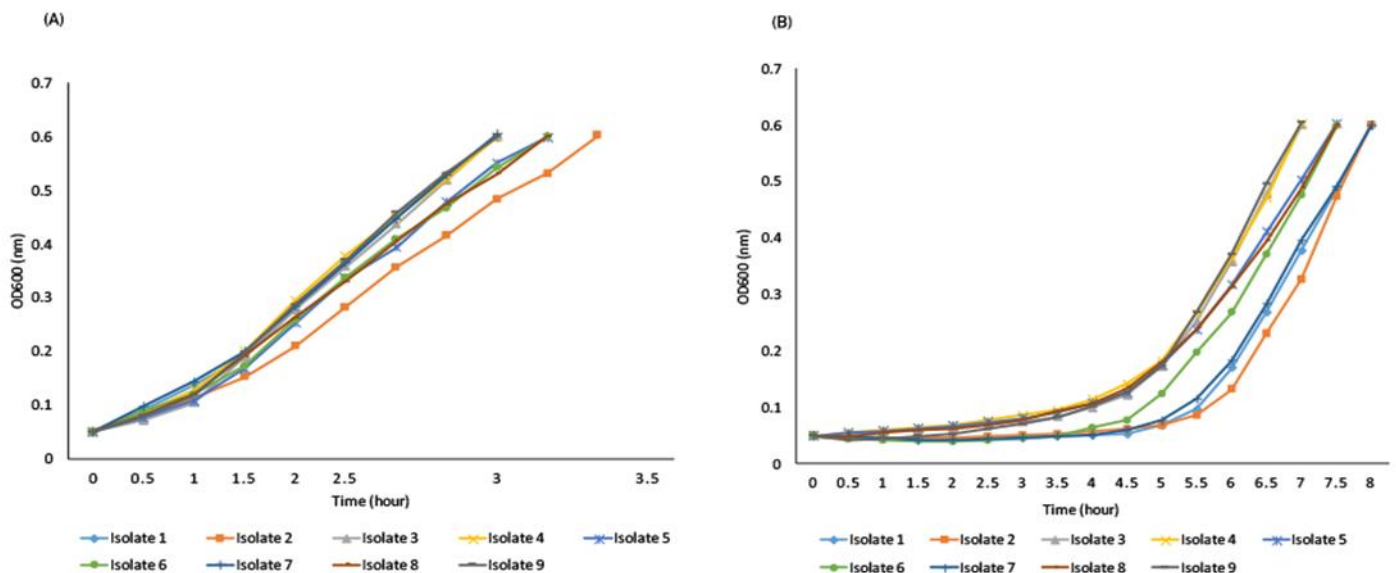 (A)
0.7
0.6
0.5
0.4
0.3
0.2
0.1
0
OD600 (nm)
0 0.5 1 1.5 2 2.5 3 3.5
Time (hour)
Isolate 1 Isolate 2 Isolate 3 Isolate 4 Isolate 5
Isolate 6 Isolate 7 Isolate 8 Isolate 9
(B)
0.7
0.6
0.5
0.4
0.3
0.2
0.1
0
OD600 (nm)
0 0.5 1 1.5 2 2.5 3 3.5 4 4.5 5 5.5 6 6.5 7 7.5 8
Time (hour)
Isolate 1 Isolate 2 Isolate 3 Isolate 4 Isolate 5
Isolate 6 Isolate 7 Isolate 8 Isolate 9